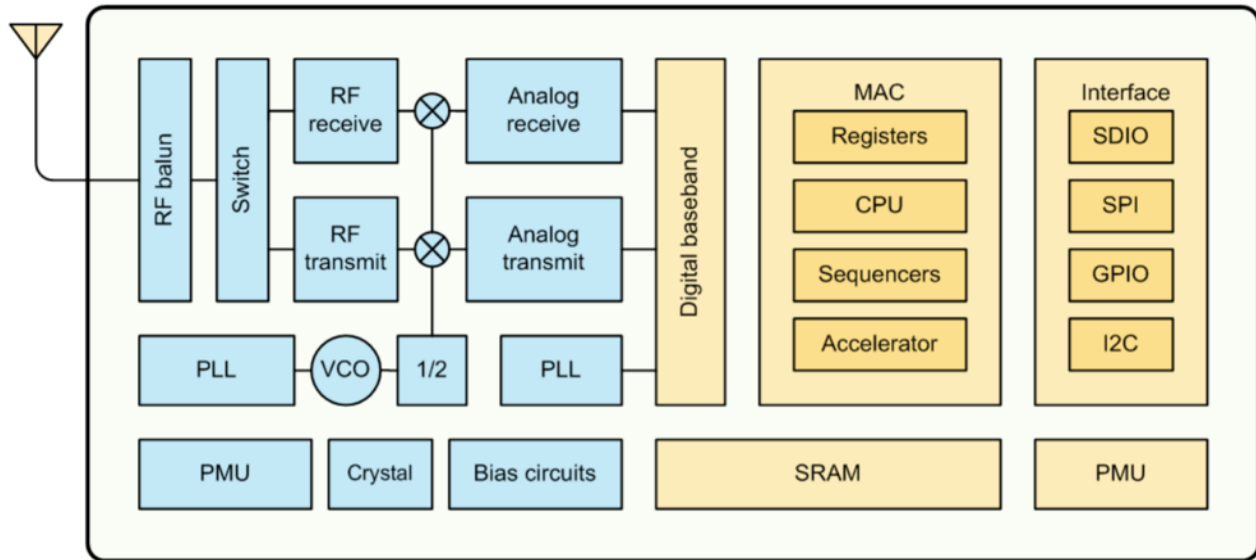 RF balun
Switch
RF
receive
Analog
receive
RF
transmit
Analog
transmit
PLL
VCO
1/2
PLL
Digital baseband
MAC
Registers
CPU
Sequencers
Accelerator
Interface
SDIO
SPI
GPIO
I2C
PMU
Crystal
Bias circuits
SRAM
PMU